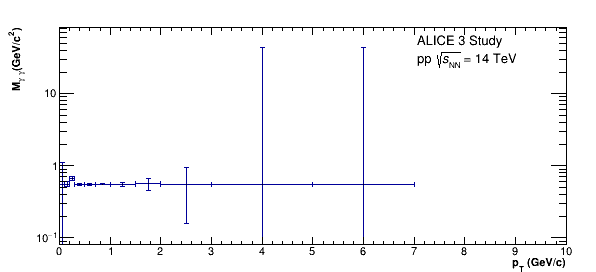 M_γγ (GeV/c²)
ALICE 3 Study
pp √s_NN = 14 TeV
10
1
10⁻¹
0 1 2 3 4 5 6 7 8 9 10
p_T (GeV/c)